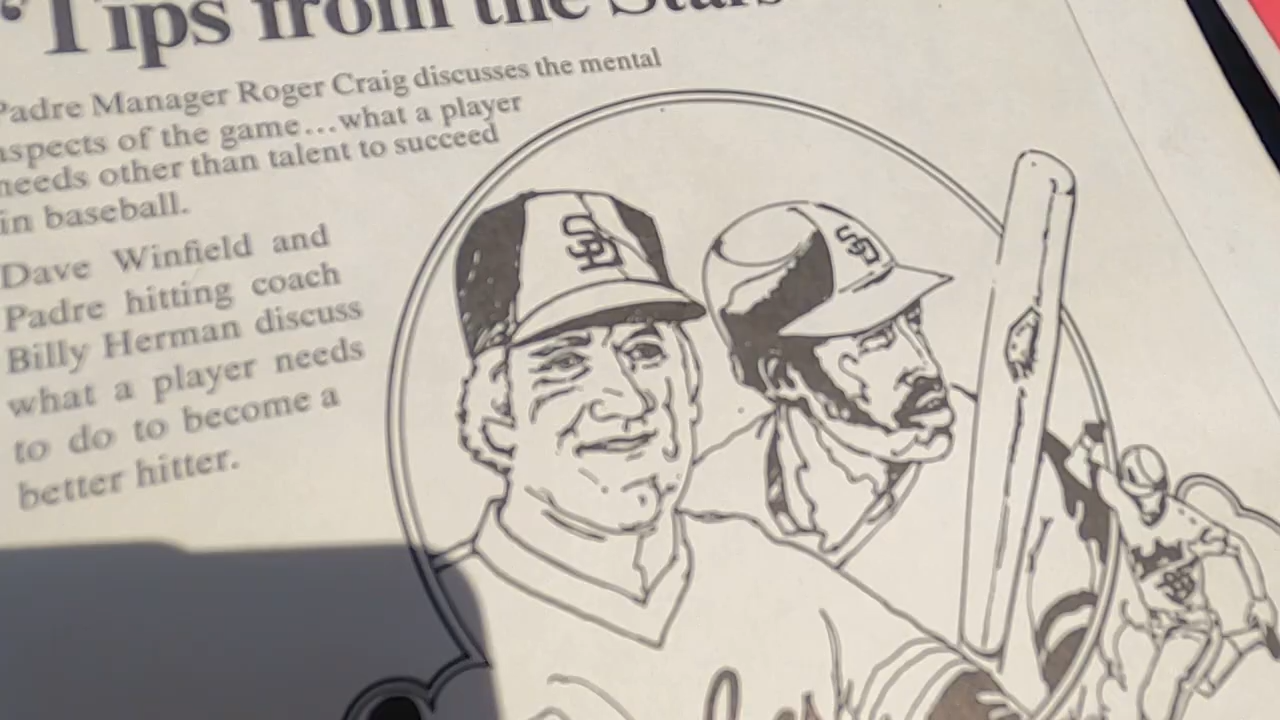 "Tips from the Stars
Padre Manager Roger Craig discusses the mental
aspects of the game...what a player
needs other than talent to succeed
in baseball.
Dave Winfield and
Padre hitting coach
Billy Herman discuss
what a player needs
to do to become a
better hitter.
SD
SD